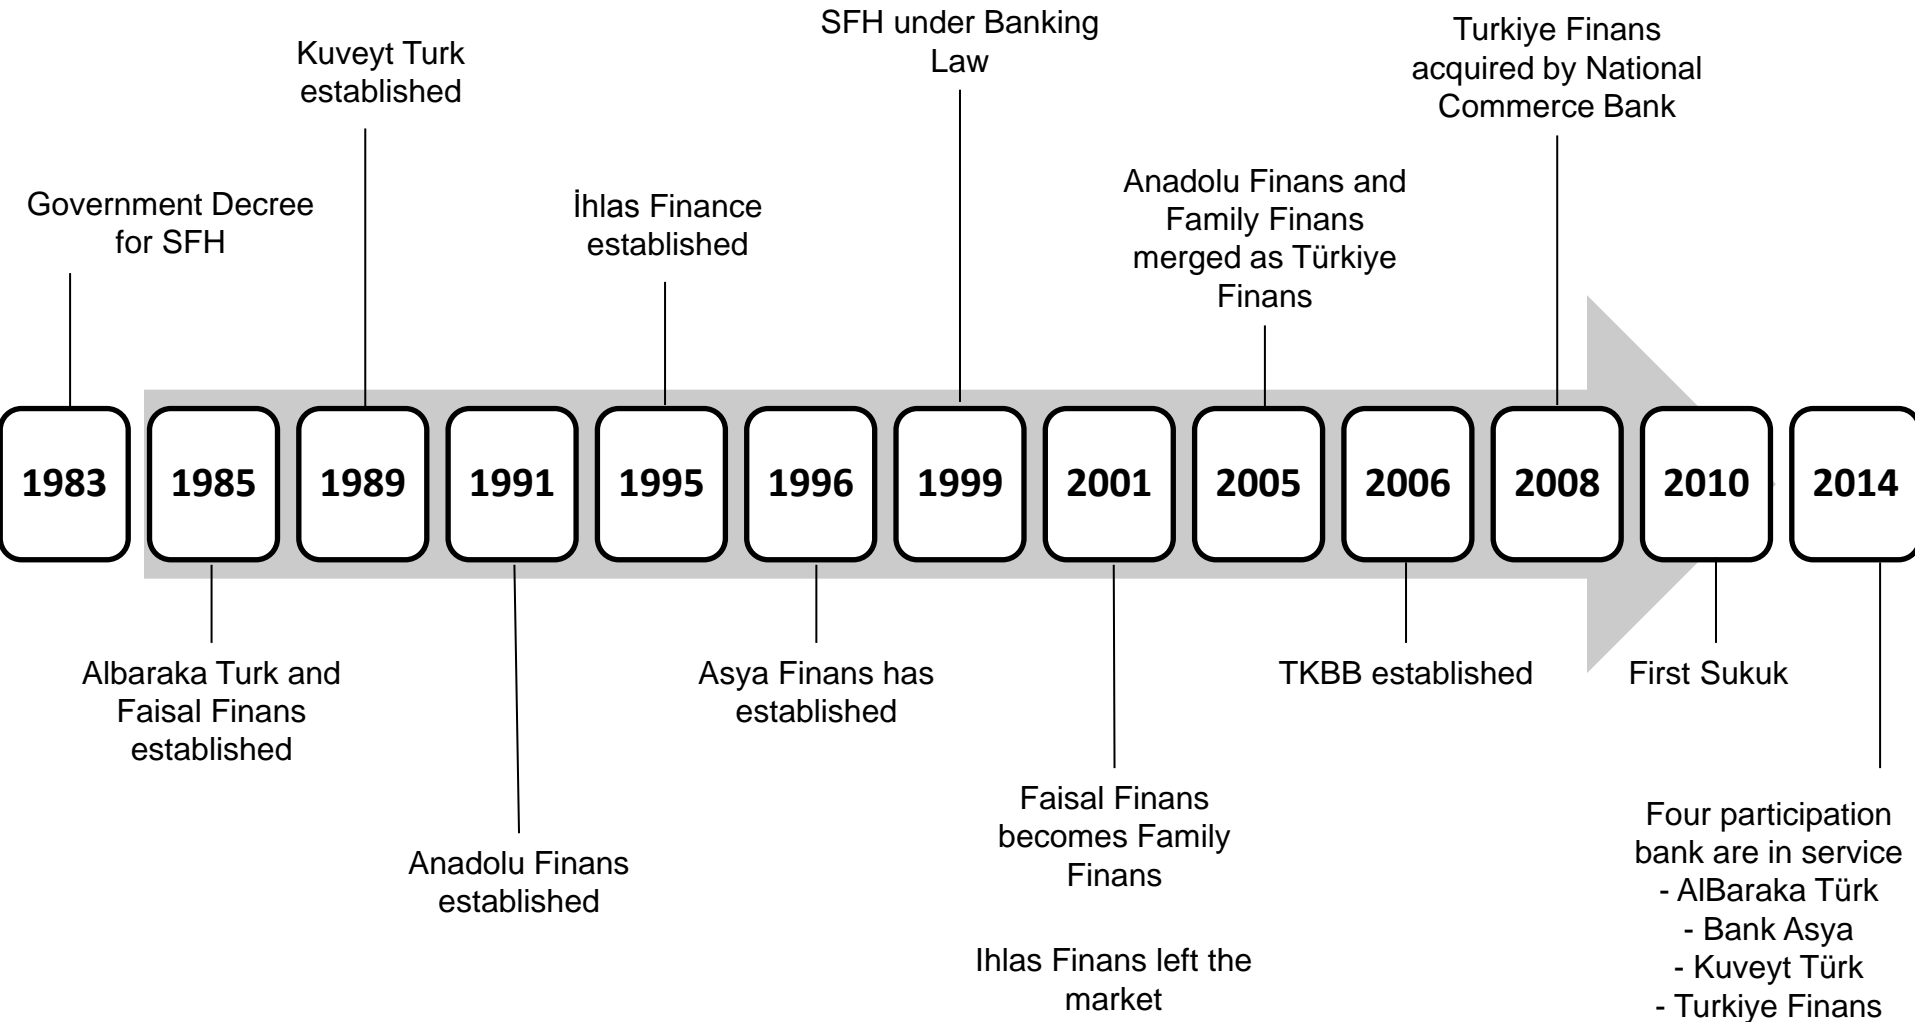 SFH under Banking
Law
Turkiye Finans
acquired by National
Commerce Bank
Kuveyt Turk
established
Anadolu Finans and
Family Finans
merged as Türkiye
Finans
Government Decree
for SFH
İhlas Finance
established
1983
1985
1989
1991
1995
1996
1999
2001
2005
2006
2008
2010
2014
Albaraka Turk and
Faisal Finans
established
Asya Finans has
established
TKBB established
First Sukuk
Anadolu Finans
established
Faisal Finans
becomes Family
Finans
Ihlas Finans left the
market
Four participation
bank are in service
- AlBaraka Türk
- Bank Asya
- Kuveyt Türk
- Turkiye Finans